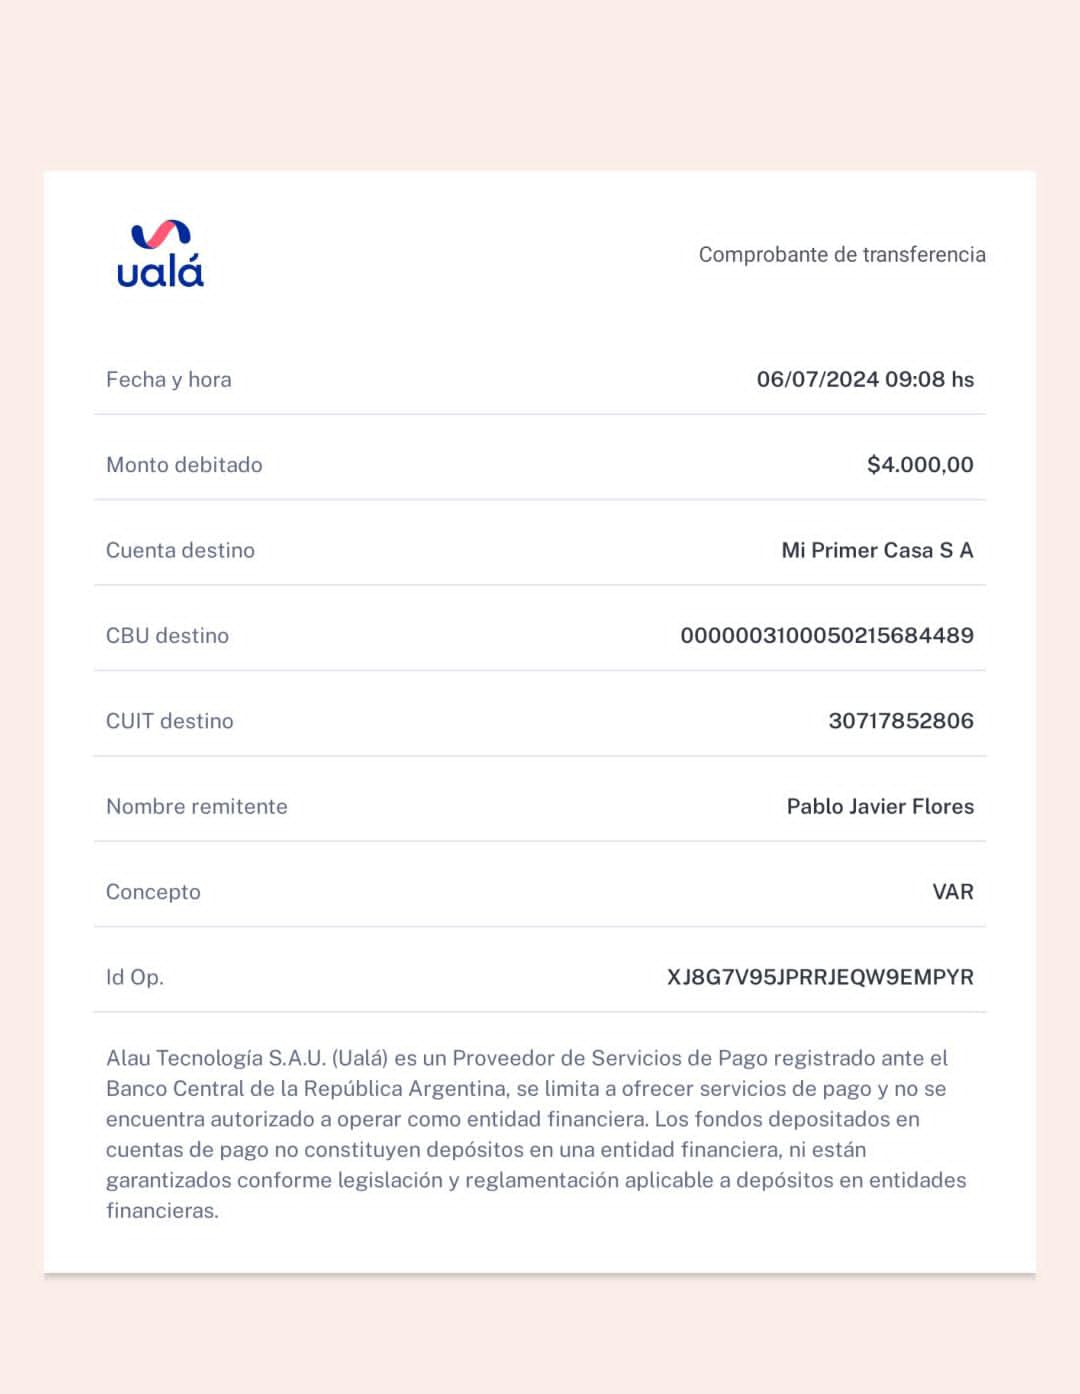 ualá
Comprobante de transferencia
Fecha y hora 06/07/2024 09:08 hs
Monto debitado $4.000,00
Cuenta destino Mi Primer Casa S A
CBU destino 0000003100050215684489
CUIT destino 30717852806
Nombre remitente Pablo Javier Flores
Concepto VAR
Id Op. XJ8G7V95JPRRJEQW9EMPYR
Alau Tecnología S.A.U. (Ualá) es un Proveedor de Servicios de Pago registrado ante el
Banco Central de la República Argentina, se limita a ofrecer servicios de pago y no se
encuentra autorizado a operar como entidad financiera. Los fondos depositados en
cuentas de pago no constituyen depósitos en una entidad financiera, ni están
garantizados conforme legislación y reglamentación aplicable a depósitos en entidades
financieras.